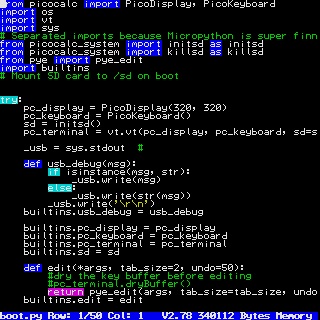 from picocalc import PicoDisplay, PicoKeyboard
import os
import vt
import sys
# Separated imports because Micropython is super finn
from picocalc_system import initsd as initsd
from picocalc_system import killsd as killsd
from pye import pye_edit
import builtins
# Mount SD card to /sd on boot
try:
    pc_display = PicoDisplay(320, 320)
    pc_keyboard = PicoKeyboard()
    sd = initsd()
    pc_terminal = vt.vt(pc_display, pc_keyboard, sd=s
    _usb = sys.stdout  #
    def usb_debug(msg):
        if isinstance(msg, str):
            _usb.write(msg)
        else:
            _usb.write(str(msg))
        _usb.write('\r\n')
    builtins.usb_debug = usb_debug
    builtins.pc_display = pc_display
    builtins.pc_keyboard = pc_keyboard
    builtins.pc_terminal = pc_terminal
    builtins.sd = sd
    def edit(*args, tab_size=2, undo=50):
        #dry the key buffer before editing
        #pc_terminal.dryBuffer()
        return pye_edit(args, tab_size=tab_size, undo
    builtins.edit = edit
boot.py Row: 1/50 Col: 1   V2.78 340112 Bytes Memory